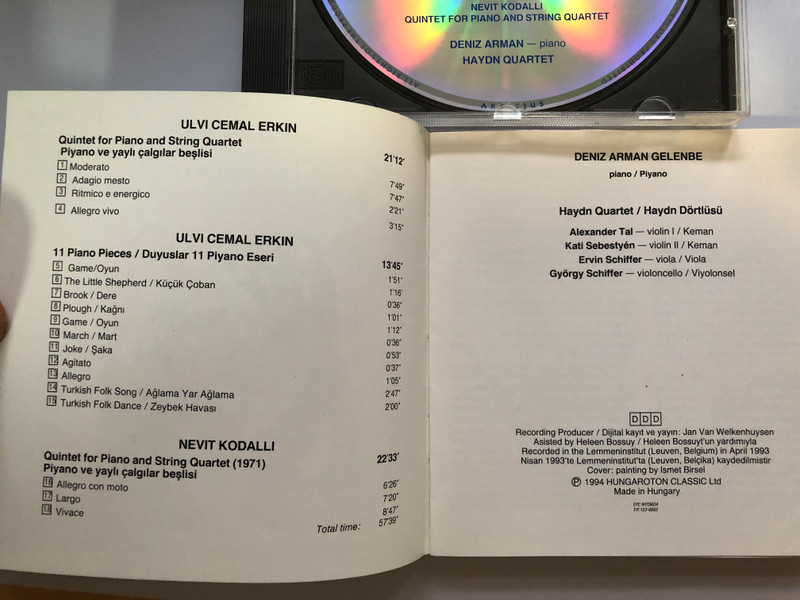 NEVIT KODALLI
QUINTET FOR PIANO AND STRING QUARTET
DENIZ ARMAN — piano
HAYDN QUARTET
ULVI CEMAL ERKIN
Quintet for Piano and String Quartet 21'12"
Piyano ve yaylı çalgılar beşlisi
1 Moderato 7'49"
2 Adagio mesto 7'47"
3 Ritmico e energico 2'21"
4 Allegro vivo 3'15"
ULVI CEMAL ERKIN
11 Piano Pieces / Duyuslar 11 Piyano Eseri 13'45"
5 Game/Oyun 1'51"
6 The Little Shepherd / Küçük Çoban 1'16"
7 Brook / Dere 0'36"
8 Plough / Kağnı 1'01"
9 Game / Oyun 1'12"
10 March / Mart 0'36"
11 Joke / Şaka 0'53"
12 Agitato 0'37"
13 Allegro 1'05"
14 Turkish Folk Song / Ağlama Yar Ağlama 2'47"
15 Turkish Folk Dance / Zeybek Havası 2'00"
NEVIT KODALLI
Quintet for Piano and String Quartet (1971) 22'33"
Piyano ve yaylı çalgılar beşlisi
16 Allegro con moto 6'26"
17 Largo 7'20"
18 Vivace 8'47"
Total time: 57'39"
DENIZ ARMAN GELENBE
piano / Piyano
Haydn Quartet / Haydn Dörtlüsü
Alexander Tal — violin I / Keman
Kati Sebestyén — violin II / Keman
Ervin Schiffer — viola / Viola
György Schiffer — violoncello / Viyolonsel
DDD
Recording Producer / Dijital kayıt ve yayın: Jan Van Welkenhuysen
Asisted by Heleen Bossuy / Heleen Bossuyt'un yardımıyla
Recorded in the Lemmeninstitut (Leuven, Belgium) in April 1993
Nisan 1993'te Lemmeninstitut'ta (Leuven, Belçika) kaydedilmistir
Cover: painting by Ismet Birsel
Ⓟ 1994 HUNGAROTON CLASSIC Ltd
Made in Hungary